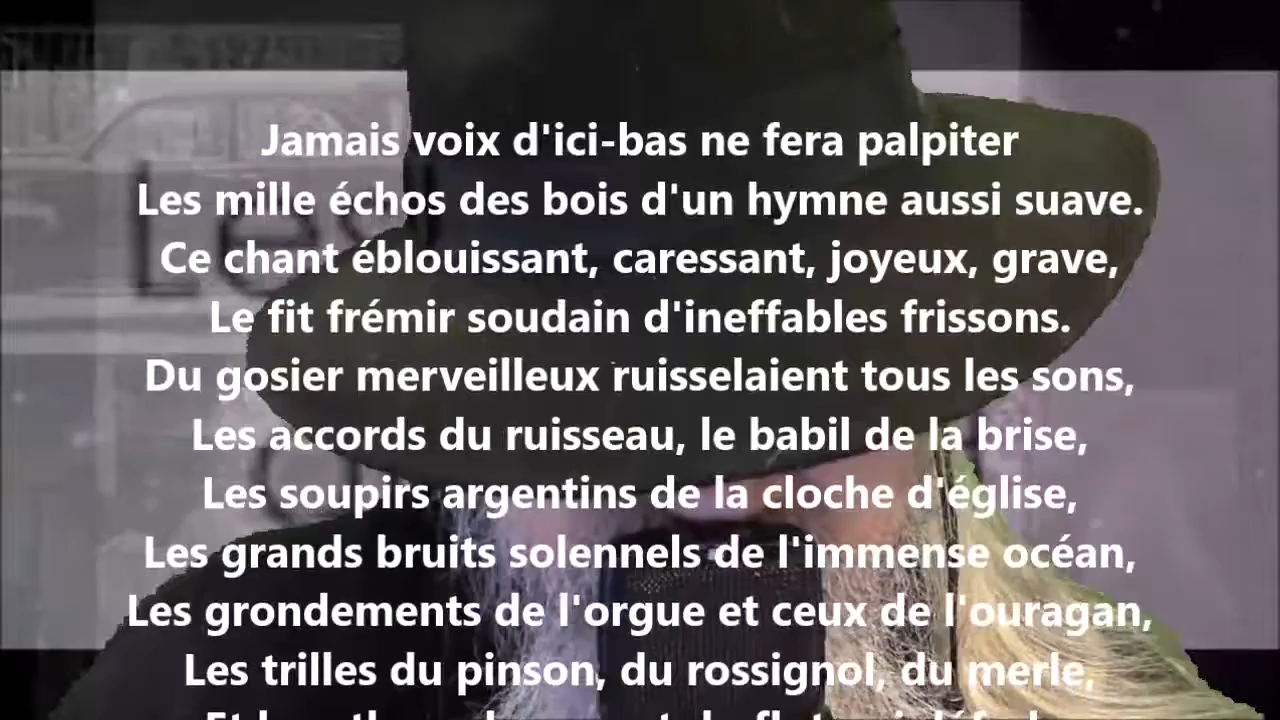 Jamais voix d'ici-bas ne fera palpiter
Les mille échos des bois d'un hymne aussi suave.
Ce chant éblouissant, caressant, joyeux, grave,
Le fit frémir soudain d'ineffables frissons.
Du gosier merveilleux ruisselaient tous les sons,
Les accords du ruisseau, le babil de la brise,
Les soupirs argentins de la cloche d'église,
Les grands bruits solennels de l'immense océan,
Les grondements de l'orgue et ceux de l'ouragan,
Les trilles du pinson, du rossignol, du merle,